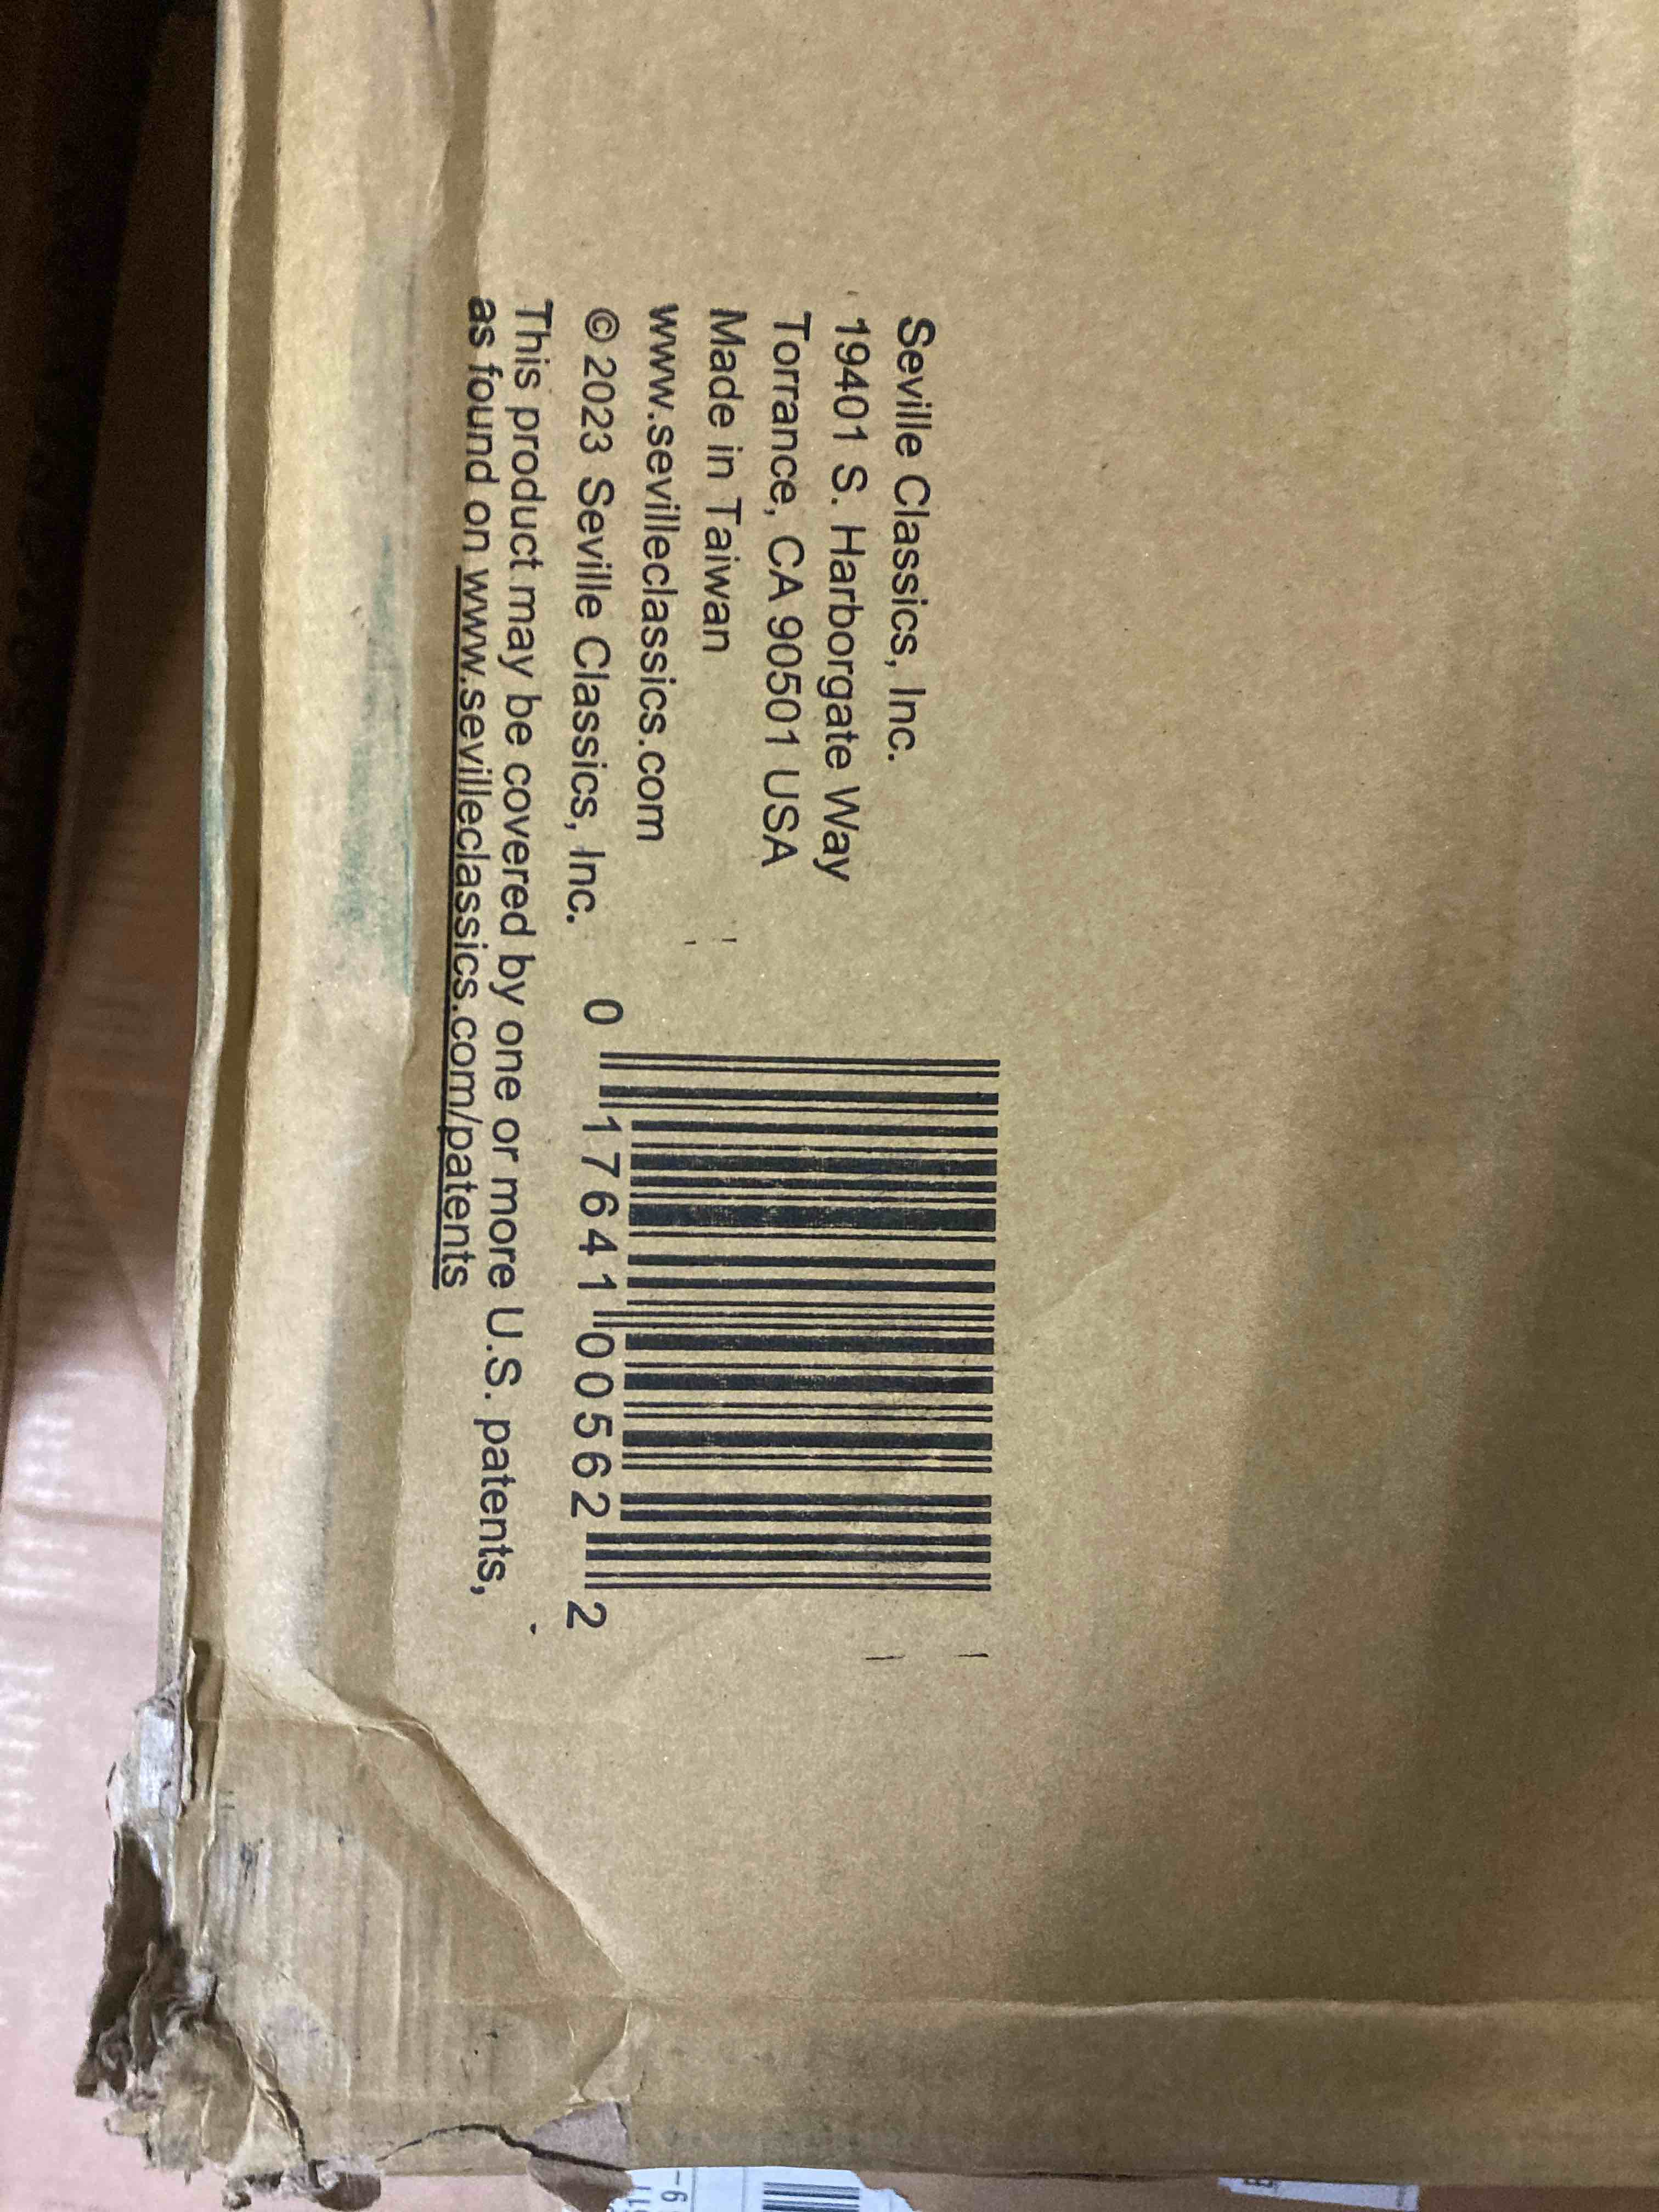 Seville Classics, Inc.
19401 S. Harborgate Way
Torrance, CA 90501 USA
Made in Taiwan
www.sevilleclassics.com
© 2023 Seville Classics, Inc.
This product may be covered by one or more U.S. patents,
as found on www.sevilleclassics.com/patents
0 17641 00562 2